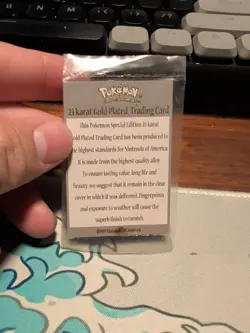 POKéMON
23 karat Gold Plated Trading Card
This Pokemon Special Edition 23 karat
Gold Plated Trading Card has been produced to
the highest standards for Nintendo of America
It is made from the highest quality alloy
To ensure lasting value, long life and
beauty we suggest that it remain in the clear
cover in which it was delivered. Fingerprints
and exposure to weather will cause the
superb finish to tarnish.